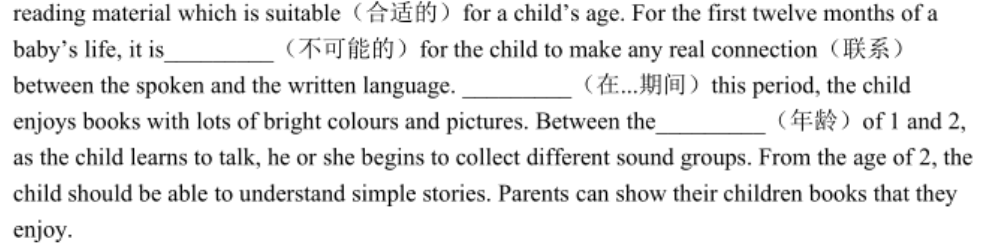 reading material which is suitable（合适的）for a child's age. For the first twelve months of a
baby's life, it is__________（不可能的）for the child to make any real connection（联系）
between the spoken and the written language. __________（在...期间）this period, the child
enjoys books with lots of bright colours and pictures. Between the__________（年龄）of 1 and 2,
as the child learns to talk, he or she begins to collect different sound groups. From the age of 2, the
child should be able to understand simple stories. Parents can show their children books that they
enjoy.